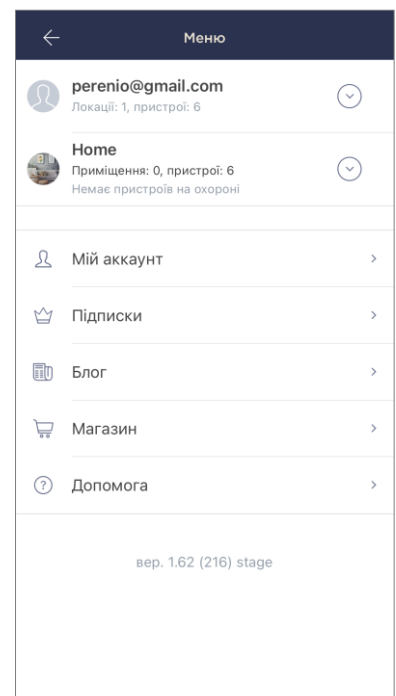 Меню
perenio@gmail.com
Локації: 1, пристрої: 6
Home
Приміщення: 0, пристрої: 6
Немає пристроїв на охороні
Мій аккаунт
Підписки
Блог
Магазин
Допомога
вер. 1.62 (216) stage